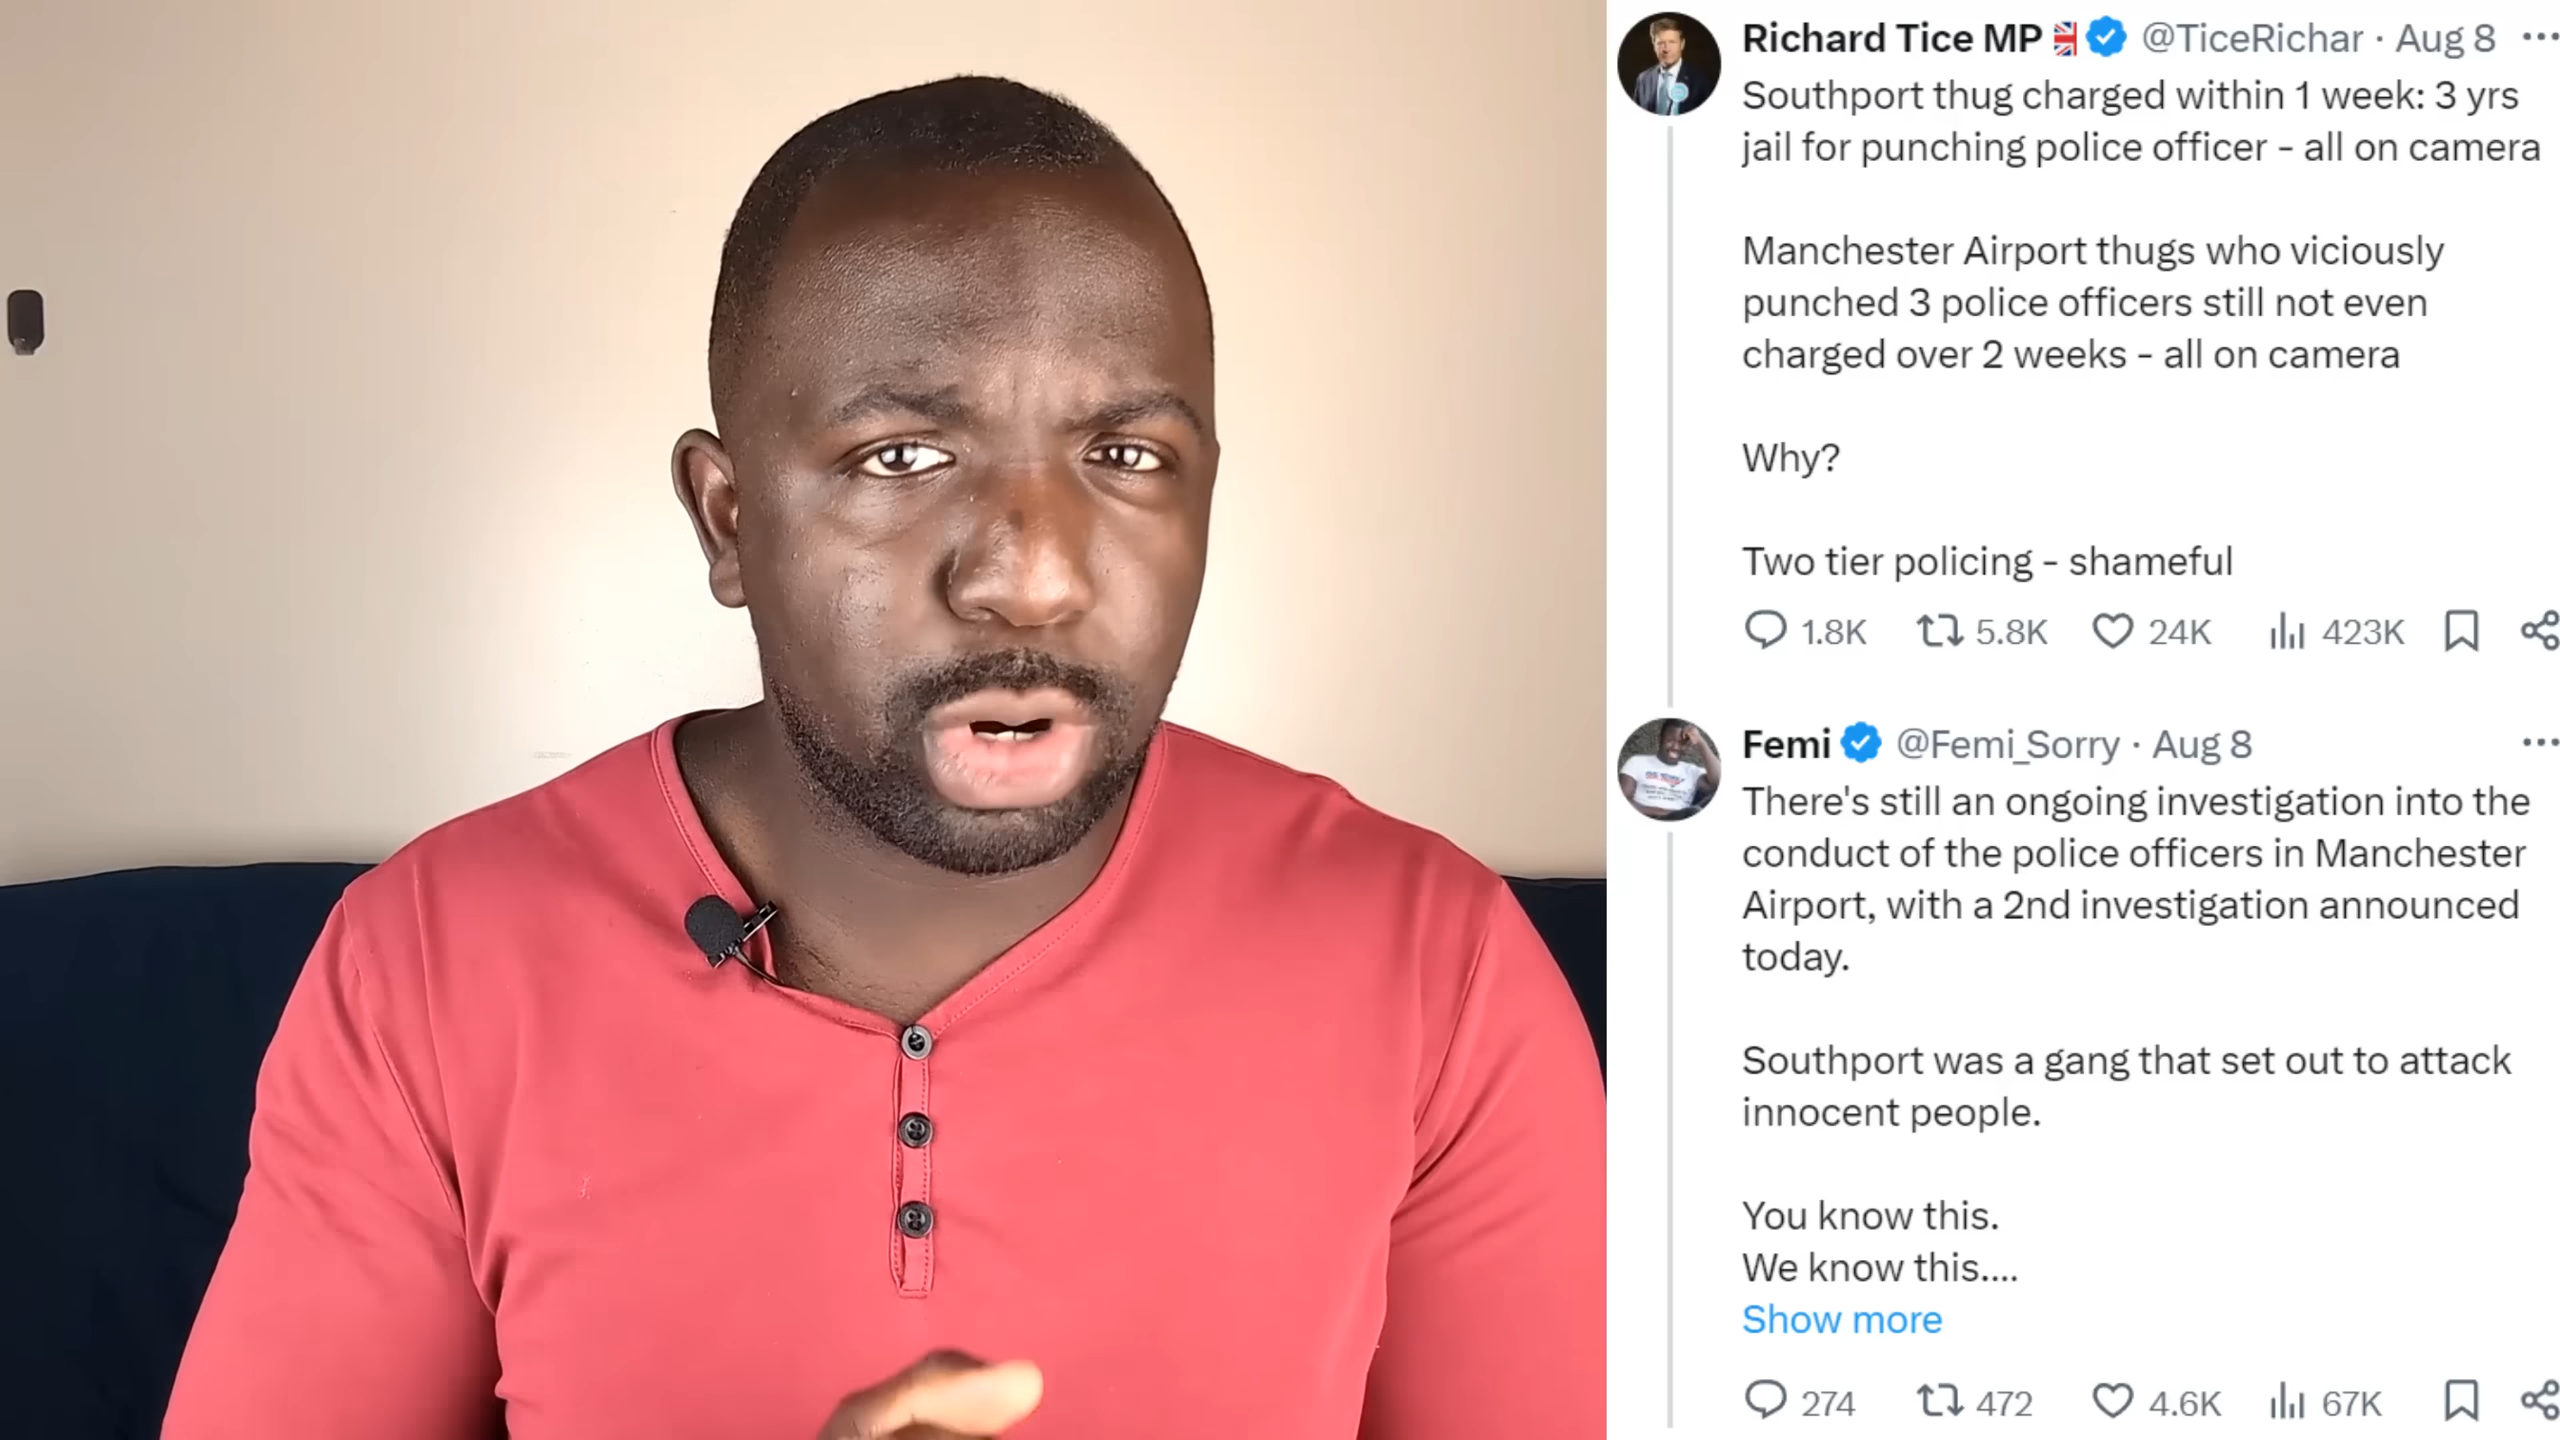 Richard Tice MP @TiceRichar · Aug 8
Southport thug charged within 1 week: 3 yrs
jail for punching police officer - all on camera
Manchester Airport thugs who viciously
punched 3 police officers still not even
charged over 2 weeks - all on camera
Why?
Two tier policing - shameful
1.8K 5.8K 24K 423K
Femi @Femi_Sorry · Aug 8
There's still an ongoing investigation into the
conduct of the police officers in Manchester
Airport, with a 2nd investigation announced
today.
Southport was a gang that set out to attack
innocent people.
You know this.
We know this....
Show more
274 472 4.6K 67K